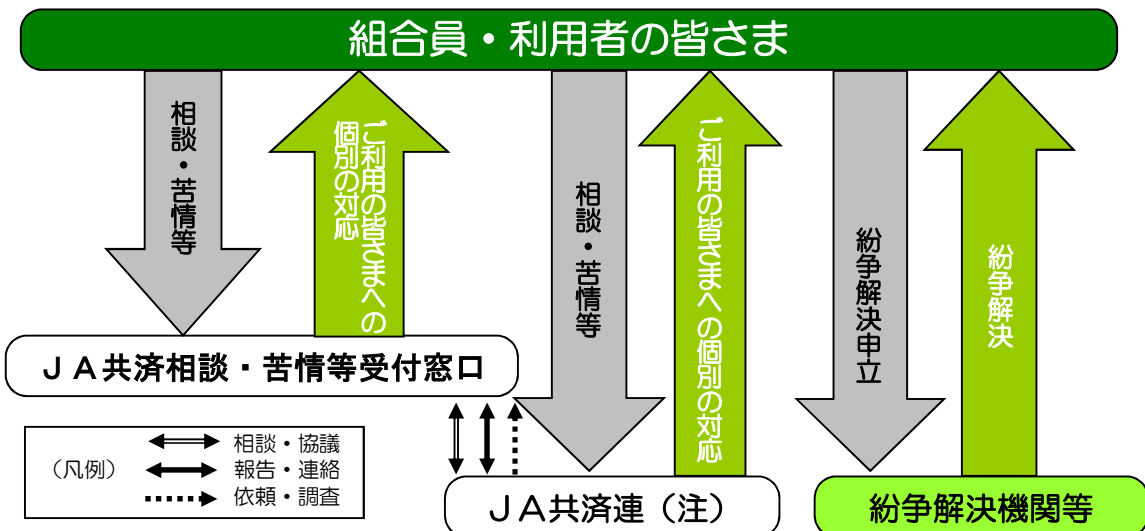 組合員・利用者の皆さま
相談・苦情等
ご利用の皆さまへの
個別の対応
相談・苦情等
ご利用の皆さまへの個別の対応
紛争解決申立
紛争解決
ＪＡ共済相談・苦情等受付窓口
（凡例）
相談・協議
報告・連絡
依頼・調査
ＪＡ共済連（注）
紛争解決機関等